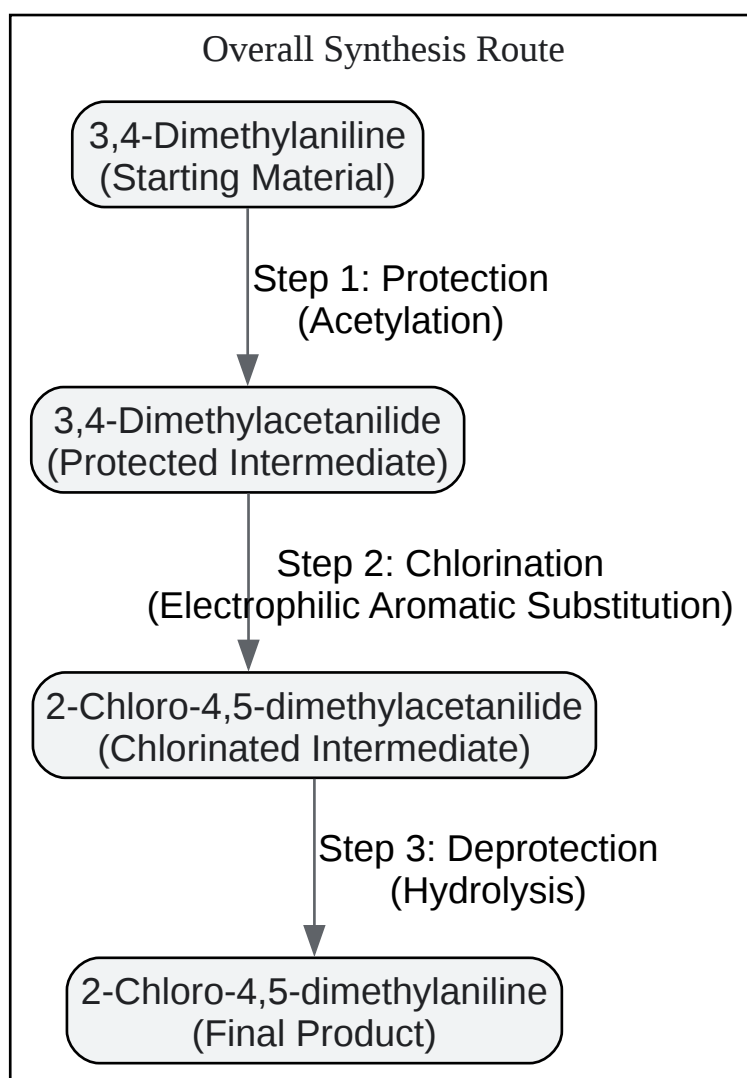 Overall Synthesis Route
3,4-Dimethylaniline
(Starting Material)
Step 1: Protection
(Acetylation)
3,4-Dimethylacetanilide
(Protected Intermediate)
Step 2: Chlorination
(Electrophilic Aromatic Substitution)
2-Chloro-4,5-dimethylacetanilide
(Chlorinated Intermediate)
Step 3: Deprotection
(Hydrolysis)
2-Chloro-4,5-dimethylaniline
(Final Product)